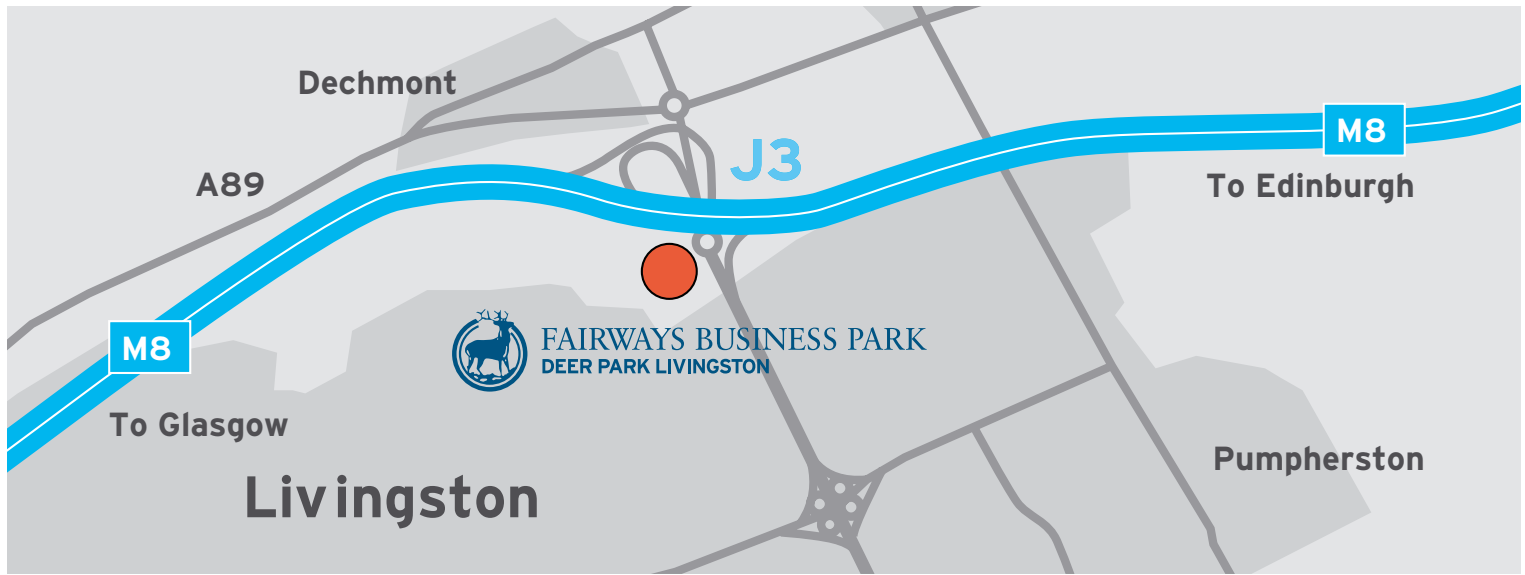 Dechmont
M8
J3
A89
To Edinburgh
FAIRWAYS BUSINESS PARK
M8
DEER PARK LIVINGSTON
To Glasgow
Pumpherston
Livingston